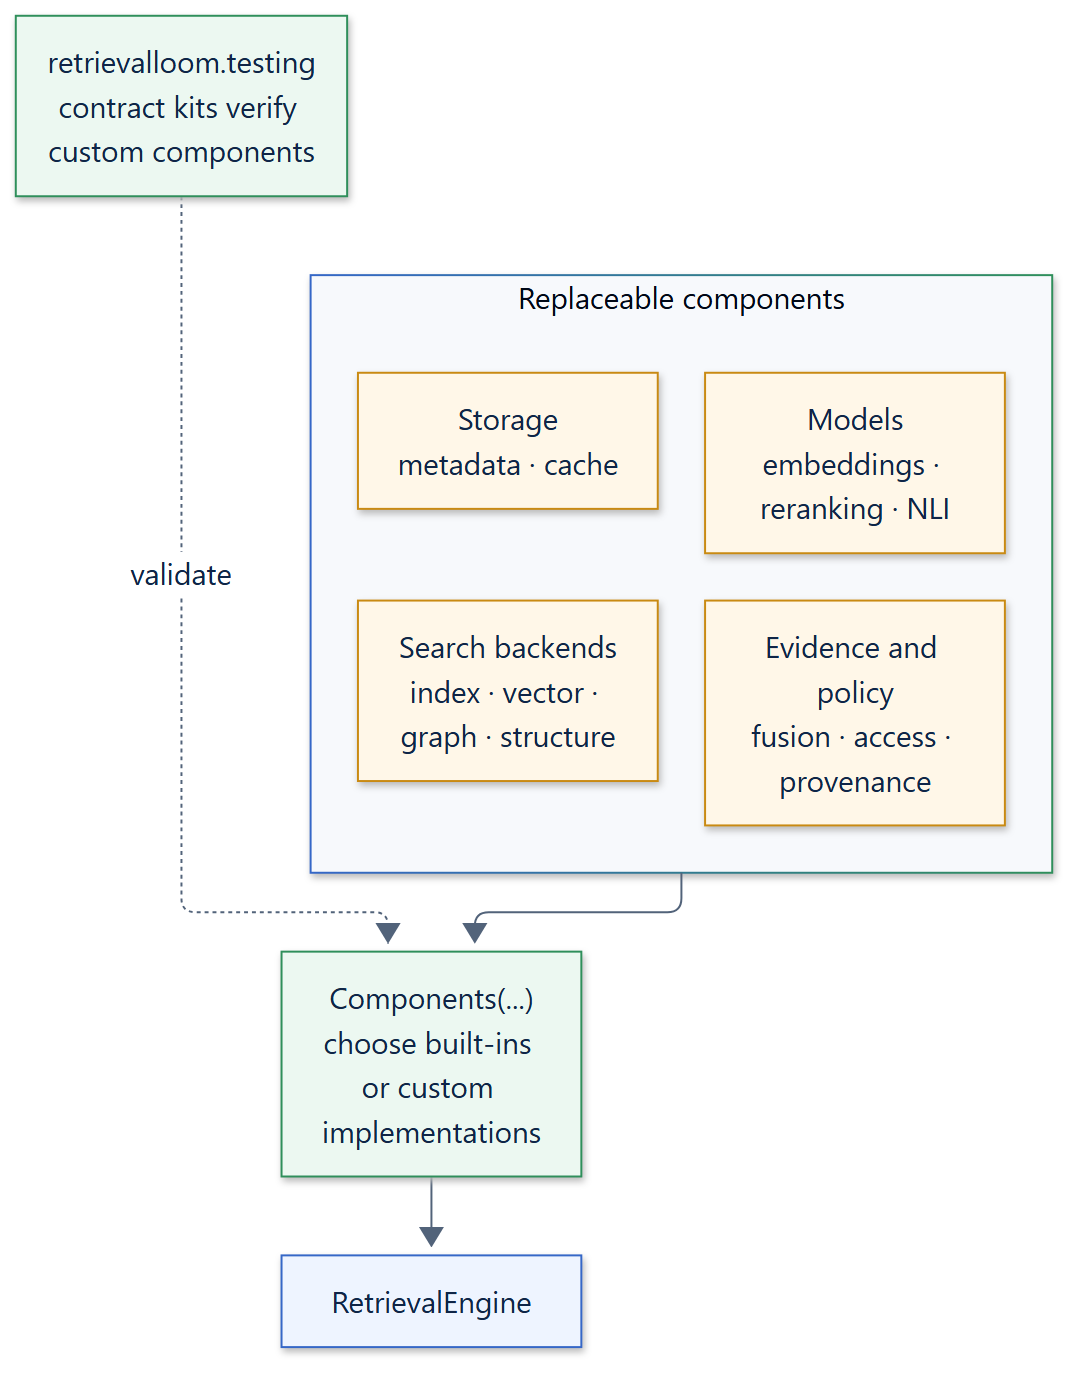 retrievalloom.testing
contract kits verify
custom components
Replaceable components
Storage
metadata · cache
Models
embeddings ·
reranking · NLI
validate
Search backends
index · vector ·
graph · structure
Evidence and
policy
fusion · access ·
provenance
Components(...)
choose built-ins
or custom
implementations
RetrievalEngine